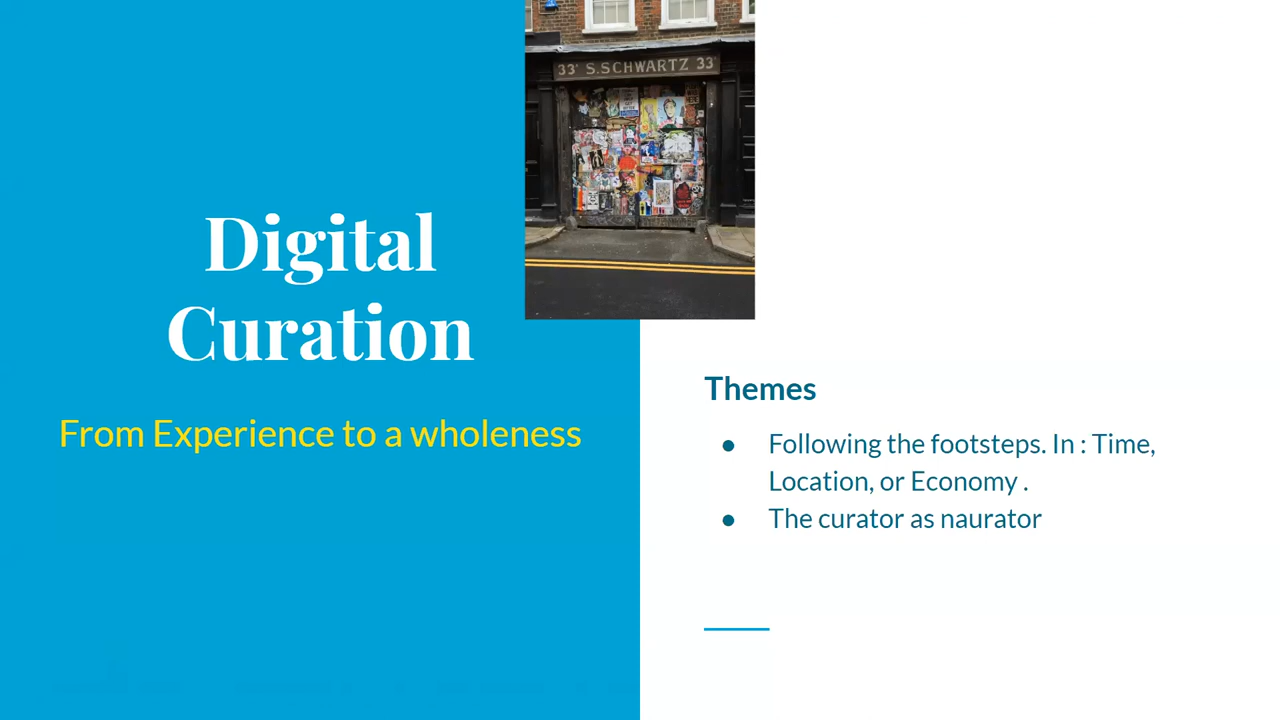 33 S.SCHWARTZ 33
Digital
Curation
From Experience to a wholeness
Themes
● Following the footsteps. In : Time,
Location, or Economy .
● The curator as naurator